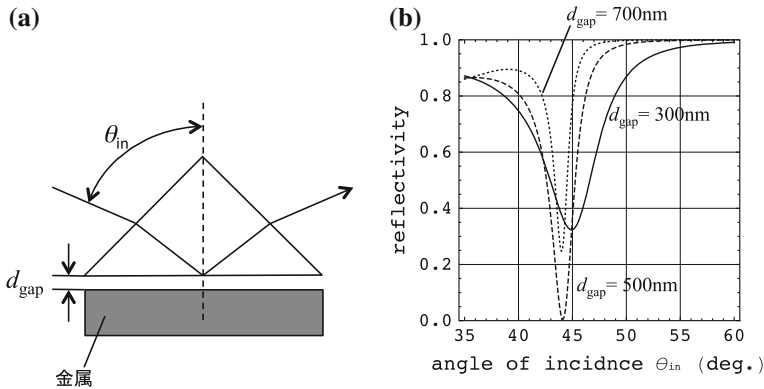 (a)
θin
dgap
金属
(b)
dgap= 700nm
1.0
0.8
0.6
0.4
0.2
0.0
reflectivity
dgap= 300nm
dgap= 500nm
35 40 45 50 55 60
angle of incidnce θin (deg.)